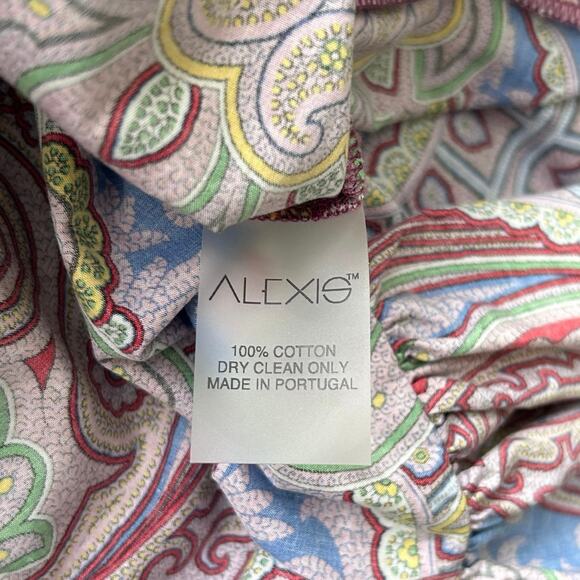 ALEXIS™
100% COTTON
DRY CLEAN ONLY
MADE IN PORTUGAL